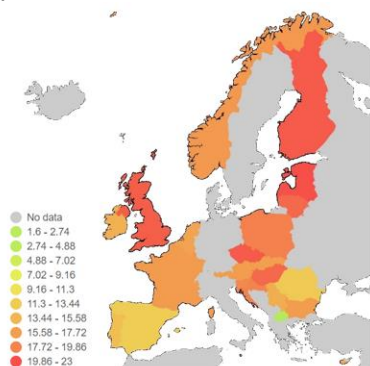 No data
1.6 - 2.74
2.74 - 4.88
4.88 - 7.02
7.02 - 9.16
9.16 - 11.3
11.3 - 13.44
13.44 - 15.58
15.58 - 17.72
17.72 - 19.86
19.86 - 23